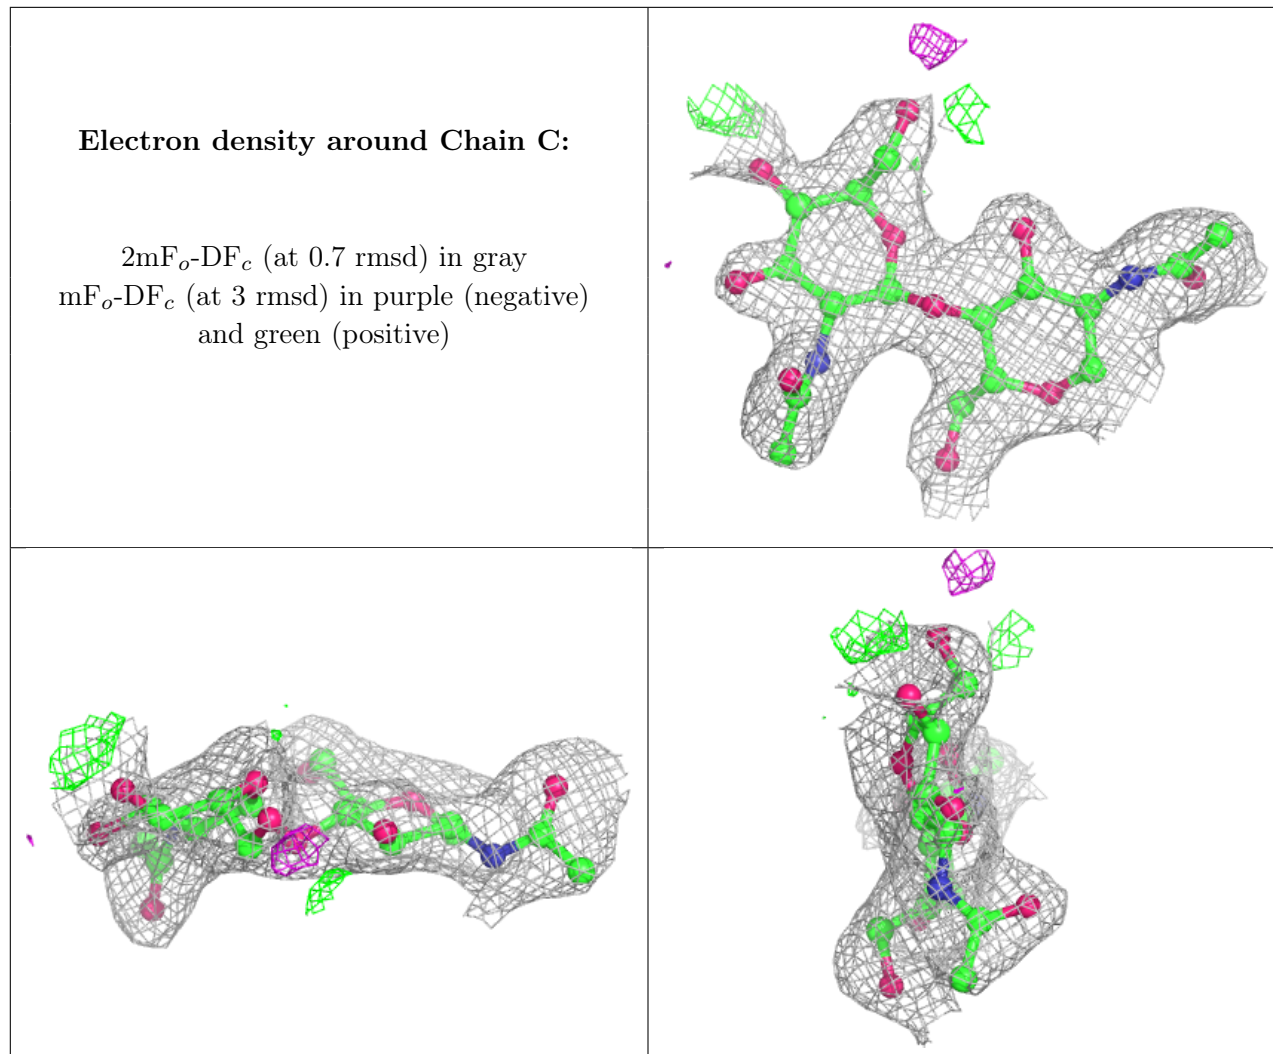 Electron density around Chain C:
2mFₒ-DF𝒸 (at 0.7 rmsd) in gray
mFₒ-DF𝒸 (at 3 rmsd) in purple (negative)
and green (positive)